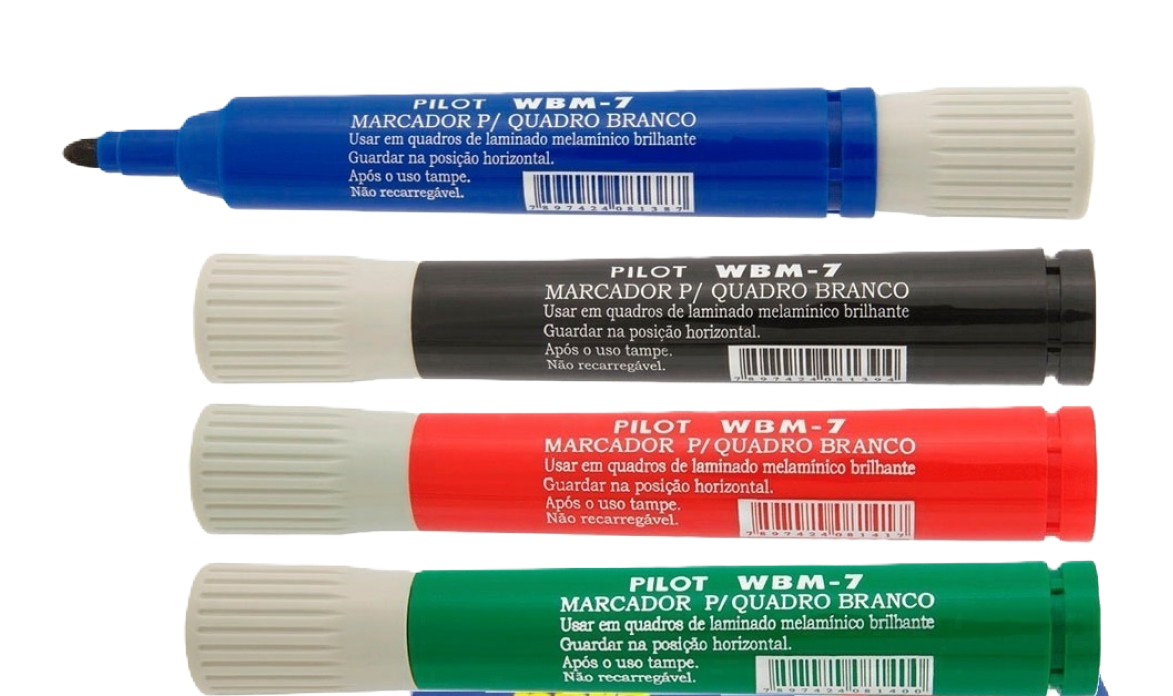 PILOT WBM-7
MARCADOR P/ QUADRO BRANCO
Usar em quadros de laminado melamínico brilhante
Guardar na posição horizontal.
Após o uso tampe.
Não recarregável.
7897424081387
PILOT WBM-7
MARCADOR P/ QUADRO BRANCO
Usar em quadros de laminado melamínico brilhante
Guardar na posição horizontal.
Após o uso tampe.
Não recarregável.
7897424081394
PILOT WBM-7
MARCADOR P/ QUADRO BRANCO
Usar em quadros de laminado melamínico brilhante
Guardar na posição horizontal.
Após o uso tampe.
Não recarregável.
7897424081417
PILOT WBM-7
MARCADOR P/ QUADRO BRANCO
Usar em quadros de laminado melamínico brilhante
Guardar na posição horizontal.
Após o uso tampe.
Não recarregável.
7897424081400